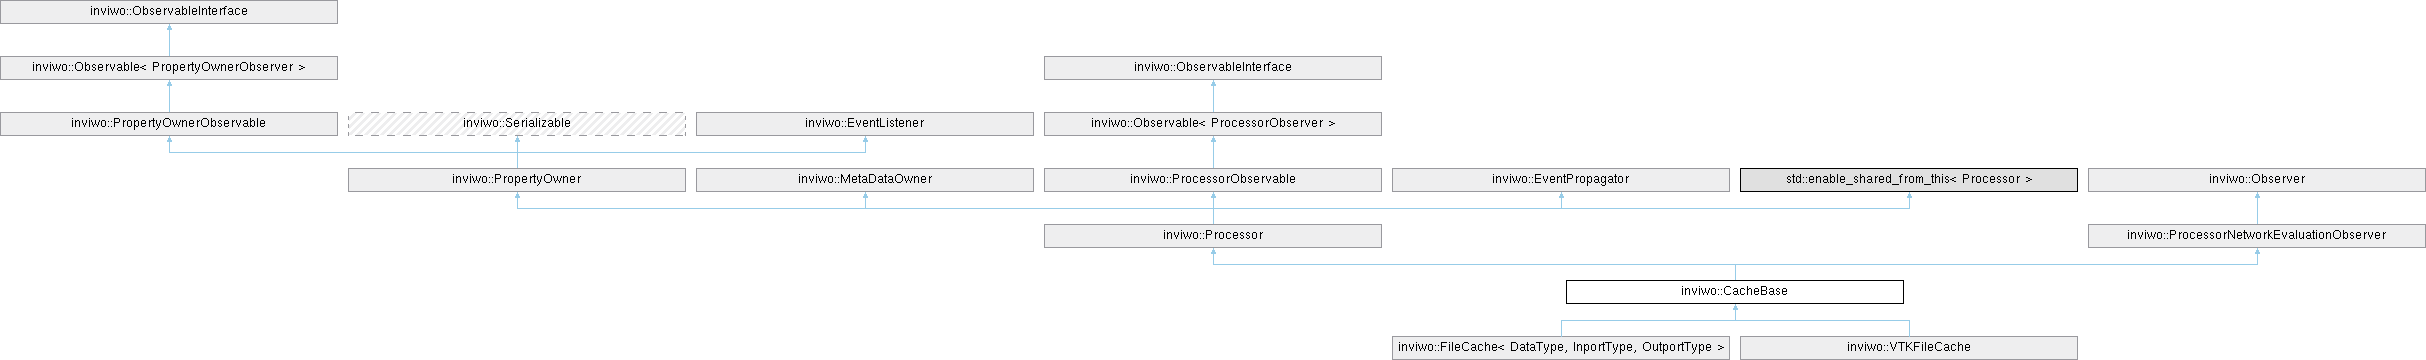 inviwo::ObservableInterface
inviwo::Observable< PropertyOwnerObserver >
inviwo::ObservableInterface
inviwo::PropertyOwnerObservable
inviwo::Serializable
inviwo::EventListener
inviwo::Observable< ProcessorObserver >
inviwo::PropertyOwner
inviwo::MetaDataOwner
inviwo::ProcessorObservable
inviwo::EventPropagator
std::enable_shared_from_this< Processor >
inviwo::Observer
inviwo::Processor
inviwo::ProcessorNetworkEvaluationObserver
inviwo::CacheBase
inviwo::FileCache< DataType, InportType, OutportType >
inviwo::VTKFileCache